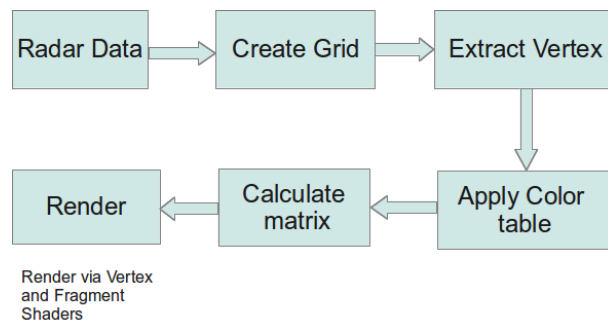 Radar Data
Create Grid
Extract Vertex
Render
Calculate
matrix
Apply Color
table
Render via Vertex
and Fragment
Shaders